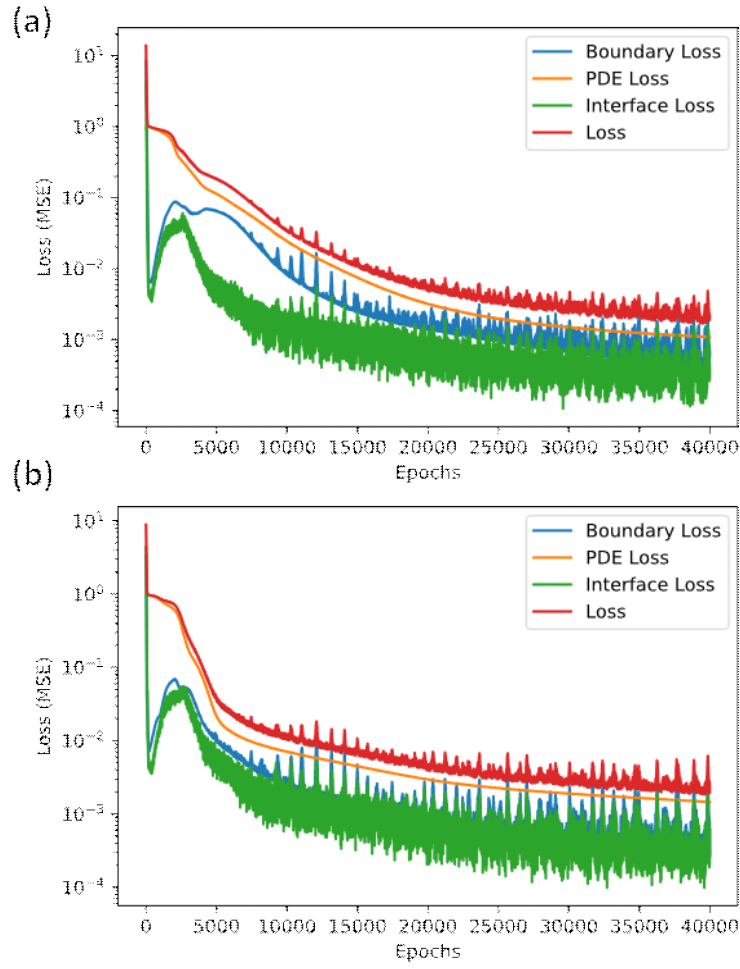 (a)
Boundary Loss
PDE Loss
Interface Loss
Loss
Loss (MSE)
10¹
10⁰
10⁻¹
10⁻²
10⁻³
10⁻⁴
0 5000 10000 15000 20000 25000 30000 35000 40000
Epochs
(b)
Boundary Loss
PDE Loss
Interface Loss
Loss
Loss (MSE)
10¹
10⁰
10⁻¹
10⁻²
10⁻³
10⁻⁴
0 5000 10000 15000 20000 25000 30000 35000 40000
Epochs